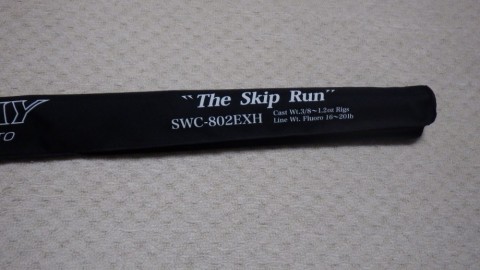 "The Skip Run"
SWC-802EXH
Cast Wt.3/8~1.2oz Rigs
Line Wt. Fluoro 16~20lb